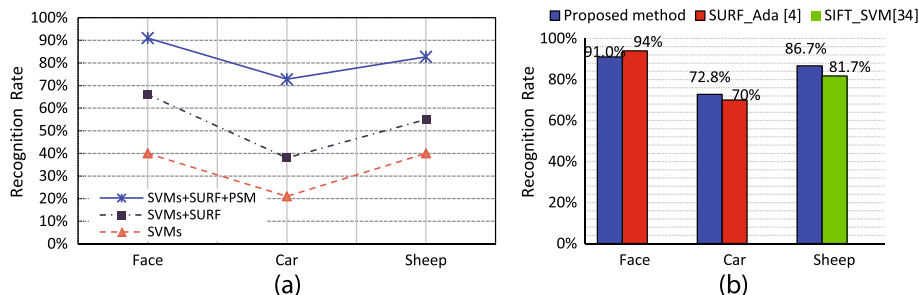 100%
90%
80%
70%
60%
50%
40%
30%
20%
10%
0%
Recognition Rate
SVMs+SURF+PSM
SVMs+SURF
SVMs
Face Car Sheep
(a)
Proposed method SURF_Ada [4] SIFT_SVM[34]
100%
80%
60%
40%
20%
0%
Recognition Rate
91.0% 94%
72.8% 70%
86.7% 81.7%
Face Car Sheep
(b)